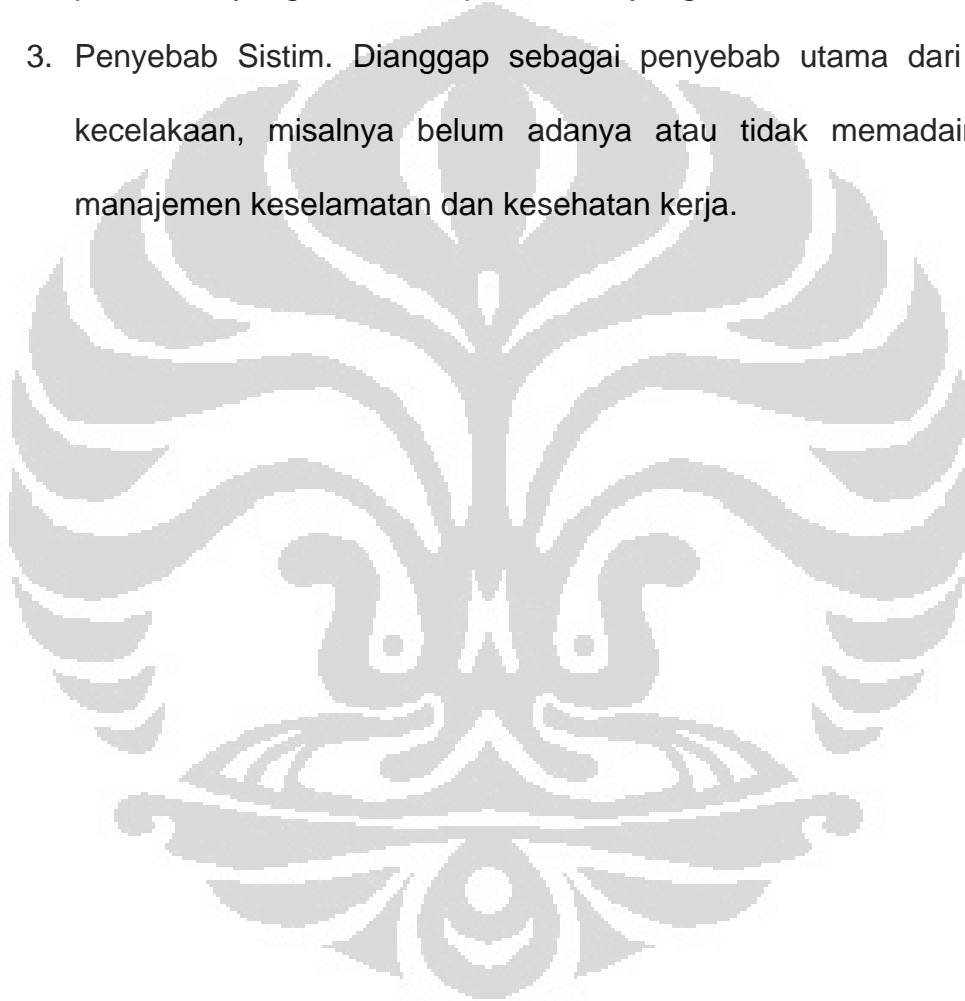 3. Penyebab Sistim. Dianggap sebagai penyebab utama dari
kecelakaan, misalnya belum adanya atau tidak
manajemen keselamatan dan kesehatan kerja.